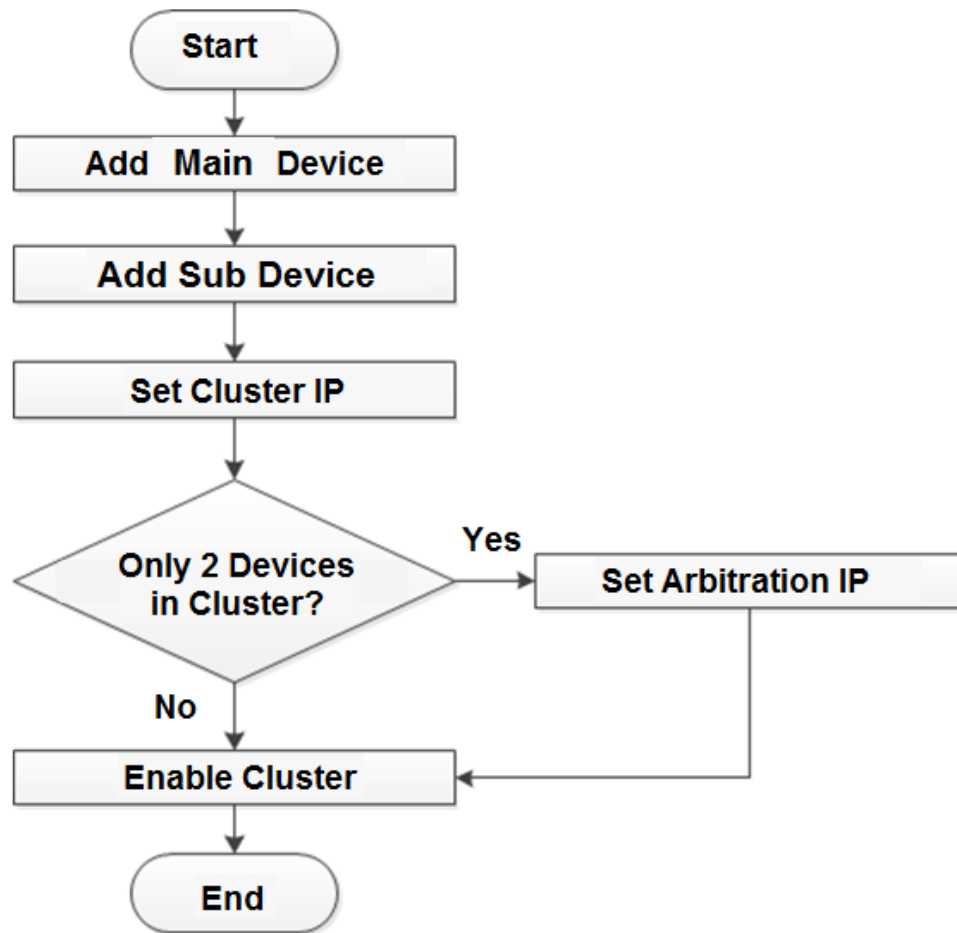 Start
Add Main Device
Add Sub Device
Set Cluster IP
Only 2 Devices
in Cluster?
Yes
Set Arbitration IP
No
Enable Cluster
End